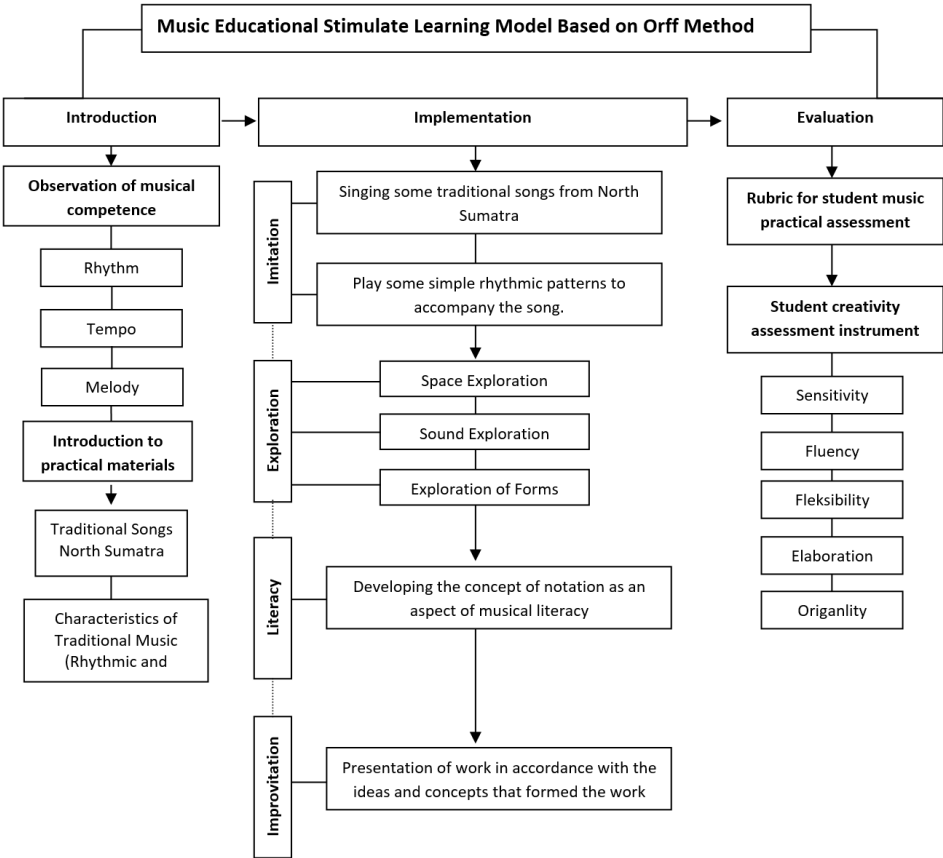 Music Educational Stimulate Learning Model Based on Orff Method
Introduction
Implementation
Evaluation
Observation of musical
competence
Rhythm
Tempo
Melody
Introduction to
practical materials
Traditional Songs
North Sumatra
Characteristics of
Traditional Music
(Rhythmic and
Imitation
Singing some traditional songs from North
Sumatra
Play some simple rhythmic patterns to
accompany the song.
Exploration
Space Exploration
Sound Exploration
Exploration of Forms
Literacy
Developing the concept of notation as an
aspect of musical literacy
Improvitation
Presentation of work in accordance with the
ideas and concepts that formed the work
Rubric for student music
practical assessment
Student creativity
assessment instrument
Sensitivity
Fluency
Fleksibility
Elaboration
Origanlity